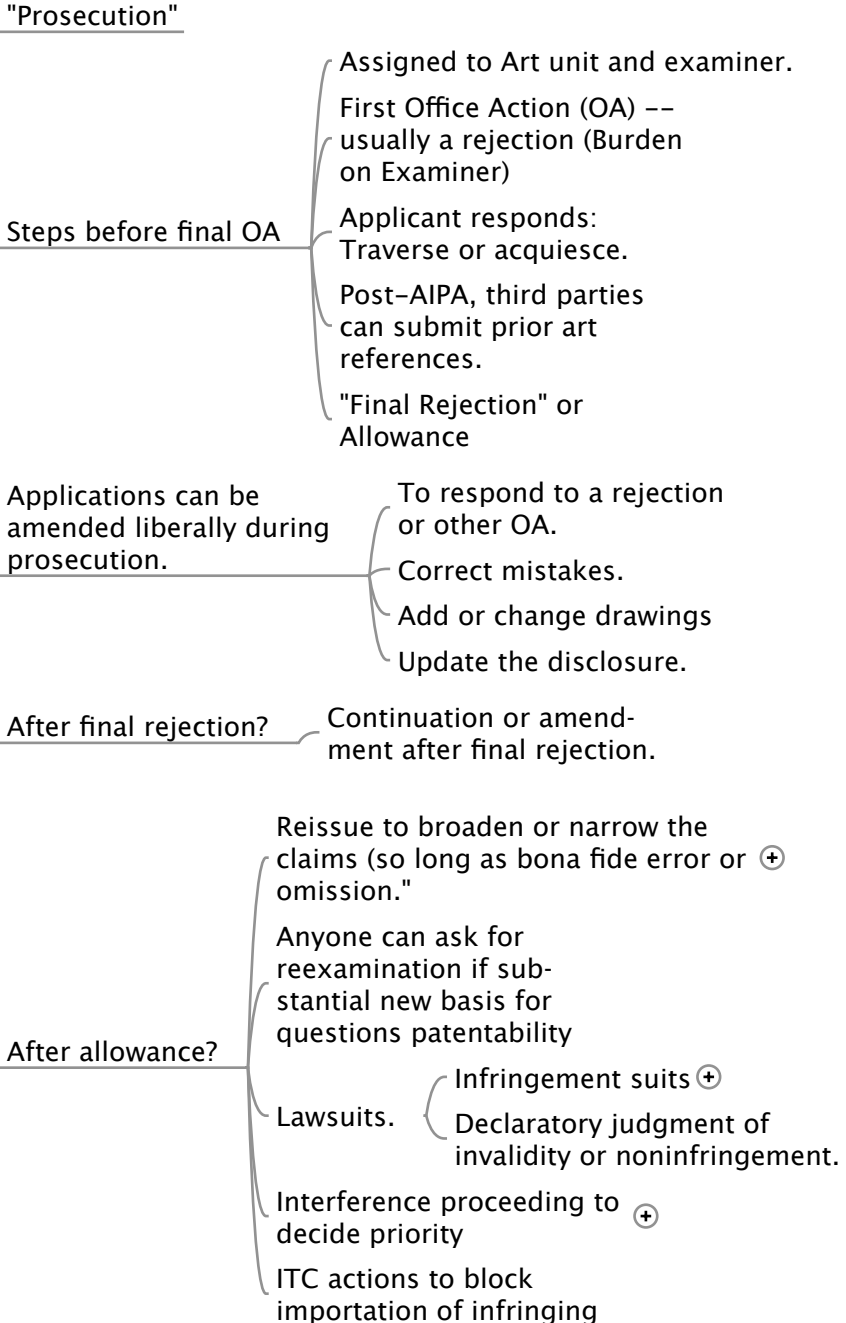 "Prosecution"
Assigned to Art unit and examiner.
First Office Action (OA) --
usually a rejection (Burden
on Examiner)
Steps before final OA
Applicant responds:
Traverse or acquiesce.
Post-AIPA, third parties
can submit prior art
references.
"Final Rejection" or
Allowance
Applications can be
amended liberally during
prosecution.
To respond to a rejection
or other OA.
Correct mistakes.
Add or change drawings
Update the disclosure.
After final rejection?
Continuation or amend-
ment after final rejection.
After allowance?
Reissue to broaden or narrow the
claims (so long as bona fide error or
omission."
Anyone can ask for
reexamination if sub-
stantial new basis for
questions patentability
Lawsuits.
Infringement suits
Declaratory judgment of
invalidity or noninfringement.
Interference proceeding to
decide priority
ITC actions to block
importation of infringing